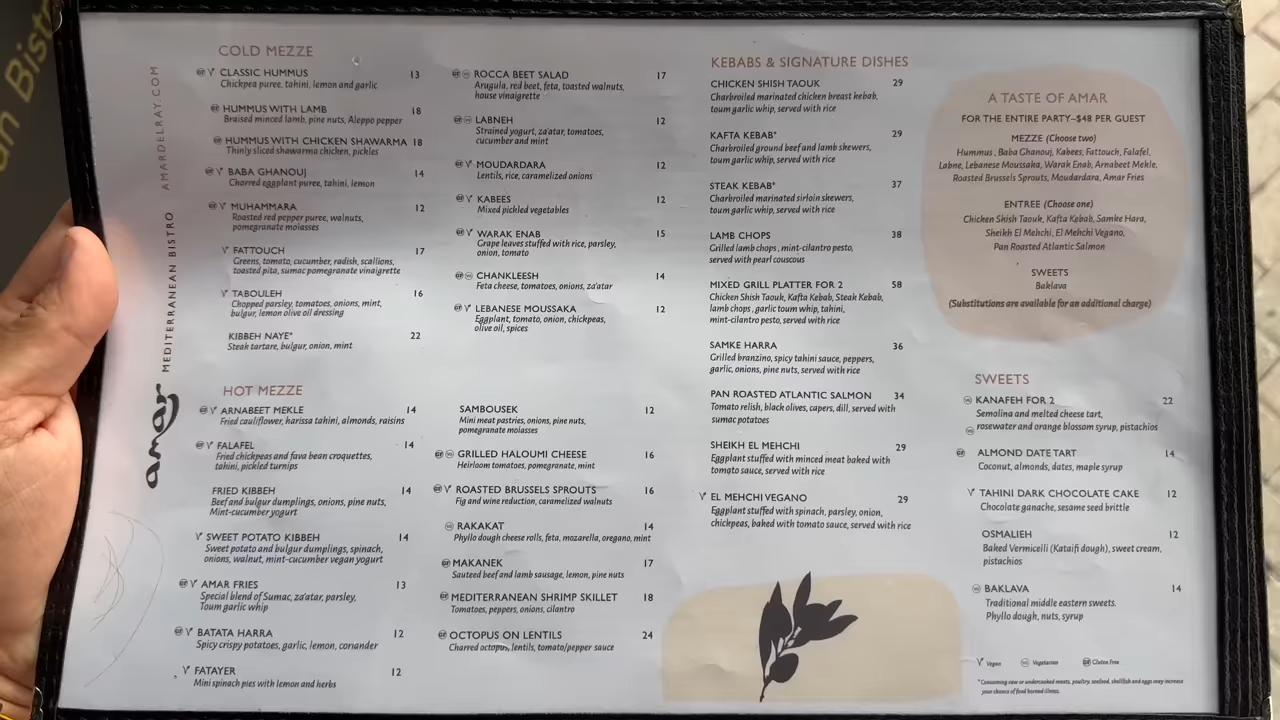 an Bistr
AMARDELRAY.COM
MEDITERRANEAN BISTRO
amar
COLD MEZZE
CLASSIC HUMMUS 13
Chickpea puree, tahini, lemon and garlic
HUMMUS WITH LAMB 18
Braised minced lamb, pine nuts, Aleppo pepper
HUMMUS WITH CHICKEN SHAWARMA 18
Thinly sliced shawarma chicken, pickles
BABA GHANOUJ 14
Charred eggplant puree, tahini, lemon
MUHAMMARA 12
Roasted red pepper puree, walnuts,
pomegranate molasses
FATTOUCH 17
Greens, tomato, cucumber, radish, scallions,
toasted pita, sumac pomegranate vinaigrette
TABOULEH 16
Chopped parsley, tomatoes, onions, mint,
bulgur, lemon olive oil dressing
KIBBEH NAYE* 22
Steak tartare, bulgur, onion, mint
ROCCA BEET SALAD 17
Arugula, red beet, feta, toasted walnuts,
house vinaigrette
LABNEH 12
Strained yogurt, za'atar, tomatoes,
cucumber and mint
MOUDARDARA 12
Lentils, rice, caramelized onions
KABEES 12
Mixed pickled vegetables
WARAK ENAB 15
Grape leaves stuffed with rice, parsley,
onion, tomato
CHANKLEESH 14
Feta cheese, tomatoes, onions, za'atar
LEBANESE MOUSSAKA 12
Eggplant, tomato, onion, chickpeas,
olive oil, spices
HOT MEZZE
ARNABEET MEKLE 14
Fried cauliflower, harissa tahini, almonds, raisins
FALAFEL 14
Fried chickpeas and fava bean croquettes,
tahini, pickled turnips
FRIED KIBBEH 14
Beef and bulgur dumplings, onions, pine nuts,
Mint-cucumber yogurt
SWEET POTATO KIBBEH 14
Sweet potato and bulgur dumplings, spinach,
onions, walnut, mint-cucumber vegan yogurt
AMAR FRIES 13
Special blend of Sumac, za'atar, parsley,
Toum garlic whip
BATATA HARRA 12
Spicy crispy potatoes, garlic, lemon, coriander
FATAYER 12
Mini spinach pies with lemon and herbs
SAMBOUSEK 12
Mini meat pastries, onions, pine nuts,
pomegranate molasses
GRILLED HALOUMI CHEESE 16
Heirloom tomatoes, pomegranate, mint
ROASTED BRUSSELS SPROUTS 16
Fig and wine reduction, caramelized walnuts
RAKAKAT 14
Phyllo dough cheese rolls, feta, mozarella, oregano, mint
MAKANEK 17
Sauteed beef and lamb sausage, lemon, pine nuts
MEDITERRANEAN SHRIMP SKILLET 18
Tomatoes, peppers, onions, cilantro
OCTOPUS ON LENTILS 24
Charred octopus, lentils, tomato/pepper sauce
KEBABS & SIGNATURE DISHES
CHICKEN SHISH TAOUK 29
Charbroiled marinated chicken breast kebab,
toum garlic whip, served with rice
KAFTA KEBAB* 29
Charbroiled ground beef and lamb skewers,
toum garlic whip, served with rice
STEAK KEBAB* 37
Charbroiled marinated sirloin skewers,
toum garlic whip, served with rice
LAMB CHOPS 38
Grilled lamb chops, mint-cilantro pesto,
served with pearl couscous
MIXED GRILL PLATTER FOR 2 58
Chicken Shish Taouk, Kafta Kebab, Steak Kebab,
lamb chops, garlic toum whip, tahini,
mint-cilantro pesto, served with rice
SAMKE HARRA 36
Grilled branzino, spicy tahini sauce, peppers,
garlic, onions, pine nuts, served with rice
PAN ROASTED ATLANTIC SALMON 34
Tomato relish, black olives, capers, dill, served with
sumac potatoes
SHEIKH EL MEHCHI 29
Eggplant stuffed with minced meat baked with
tomato sauce, served with rice
EL MEHCHI VEGANO 29
Eggplant stuffed with spinach, parsley, onion,
chickpeas, baked with tomato sauce, served with rice
A TASTE OF AMAR
FOR THE ENTIRE PARTY–$48 PER GUEST
MEZZE (Choose two)
Hummus, Baba Ghanouj, Kabees, Fattouch, Falafel,
Labne, Lebanese Moussaka, Warak Enab, Arnabeet Mekle,
Roasted Brussels Sprouts, Moudardara, Amar Fries
ENTREE (Choose one)
Chicken Shish Taouk, Kafta Kebab, Samke Hara,
Sheikh El Mehchi, El Mehchi Vegano,
Pan Roasted Atlantic Salmon
SWEETS
Baklava
(Substitutions are available for an additional charge)
SWEETS
KANAFEH FOR 2 22
Semolina and melted cheese tart,
rosewater and orange blossom syrup, pistachios
ALMOND DATE TART 14
Coconut, almonds, dates, maple syrup
TAHINI DARK CHOCOLATE CAKE 12
Chocolate ganache, sesame seed brittle
OSMALIEH 12
Baked Vermicelli (Kataifi dough), sweet cream,
pistachios
BAKLAVA 14
Traditional middle eastern sweets.
Phyllo dough, nuts, syrup
V Vegan VG Vegetarian GF Gluten Free
*Consuming raw or undercooked meats, poultry, seafood, shellfish and eggs may increase
your chance of food borned illness.